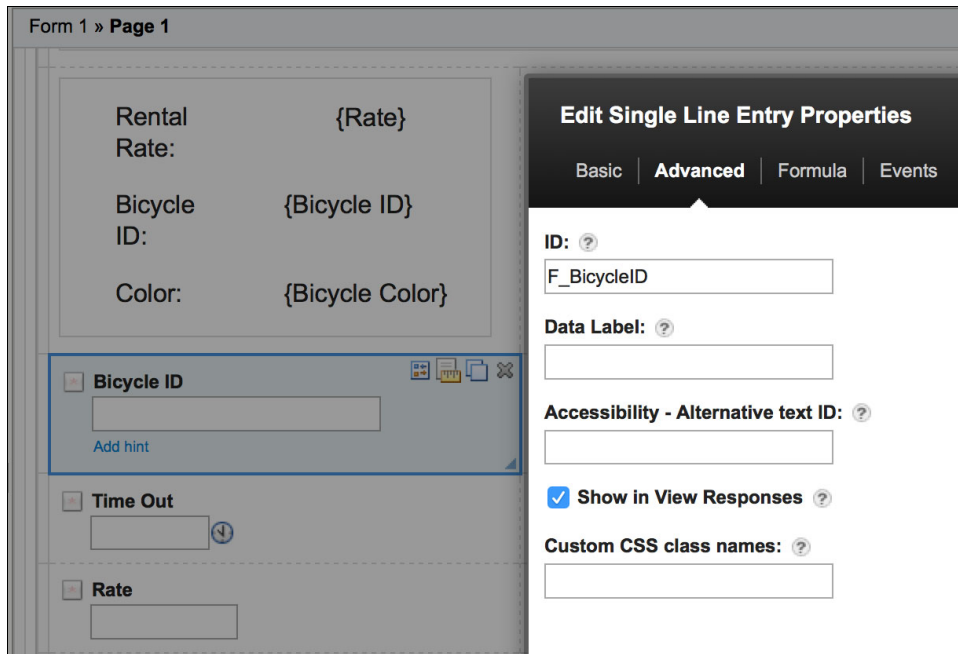 Form 1 » Page 1
Rental Rate: {Rate}
Bicycle ID: {Bicycle ID}
Color: {Bicycle Color}
Bicycle ID
Add hint
Time Out
Rate
Edit Single Line Entry Properties
Basic Advanced Formula Events
ID: ?
F_BicycleID
Data Label: ?
Accessibility - Alternative text ID: ?
Show in View Responses ?
Custom CSS class names: ?